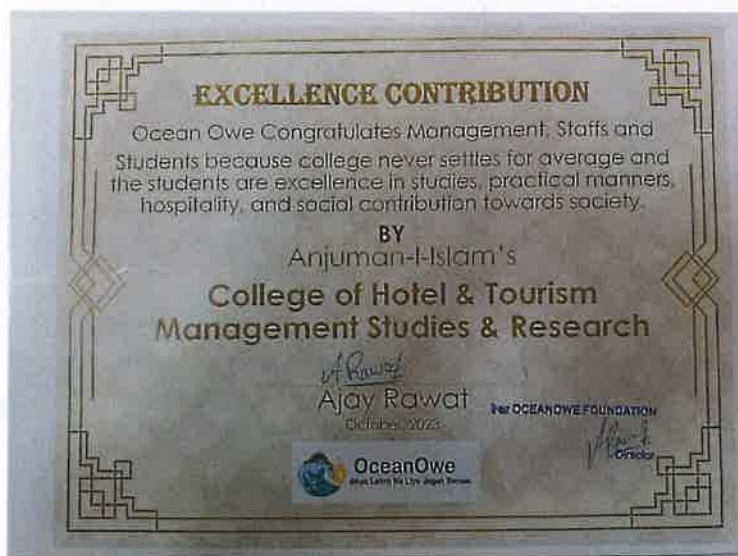 EXCELLENCE CONTRIBUTION
Ocean Owe Congratulates Management, Staffs and
Students because college never settles for average and
the students are excellence in studies, practical manners,
hospitality, and social contribution towards society.
BY
Anjuman-I-Islam's
College of Hotel & Tourism
Management Studies & Research
A Rawat
Ajay Rawat
October, 2023
For OCEANOWE FOUNDATION
Director
OceanOwe